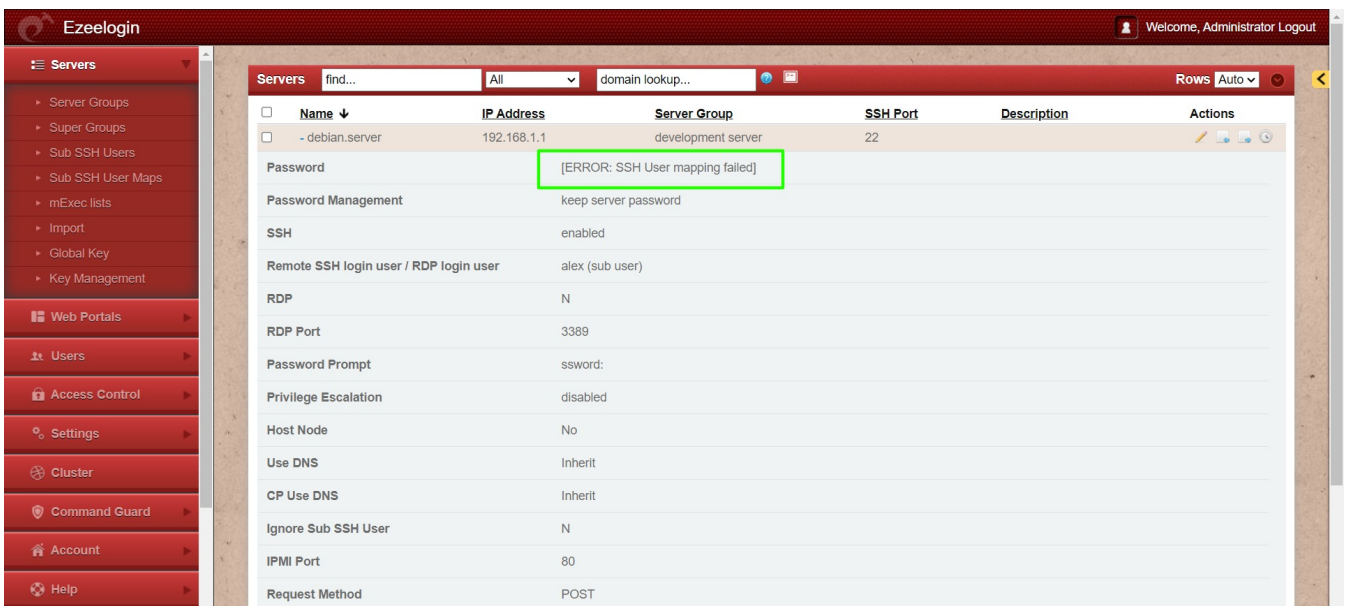 Ezeelogin
Welcome, Administrator Logout
Servers
Server Groups
Super Groups
Sub SSH Users
Sub SSH User Maps
mExec lists
Import
Global Key
Key Management
Web Portals
Users
Access Control
Settings
Cluster
Command Guard
Account
Help
Servers find... All domain lookup... Rows Auto
Name IP Address Server Group SSH Port Description Actions
- debian.server 192.168.1.1 development server 22
Password [ERROR: SSH User mapping failed]
Password Management keep server password
SSH enabled
Remote SSH login user / RDP login user alex (sub user)
RDP N
RDP Port 3389
Password Prompt ssword:
Privilege Escalation disabled
Host Node No
Use DNS Inherit
CP Use DNS Inherit
Ignore Sub SSH User N
IPMI Port 80
Request Method POST